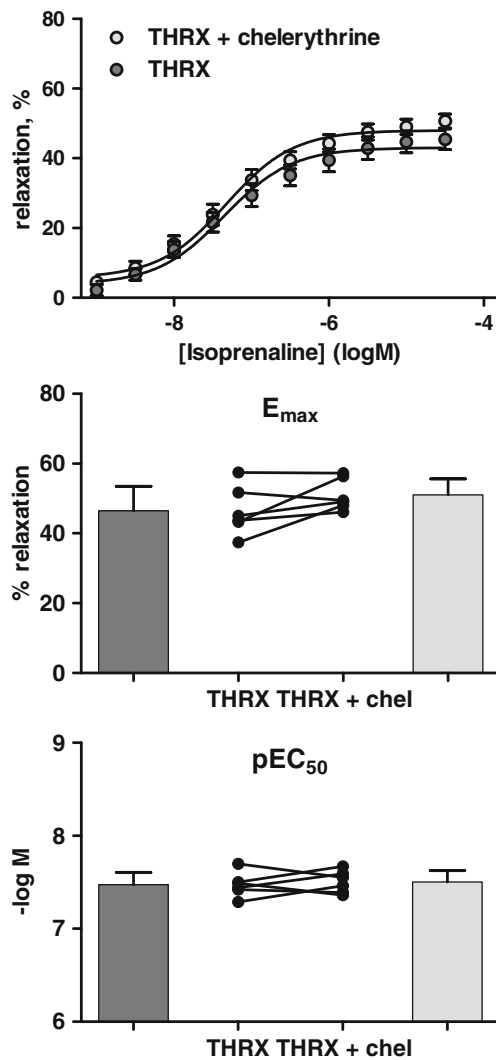 80
THRX + chelerythrine
THRX
60
40
20
0
relaxation, %
-8
-6
-4
[Isoprenaline] (logM)
80
Emax
60
40
20
0
% relaxation
THRX THRX + chel
9
pEC50
8
7
6
-log M
THRX THRX + chel